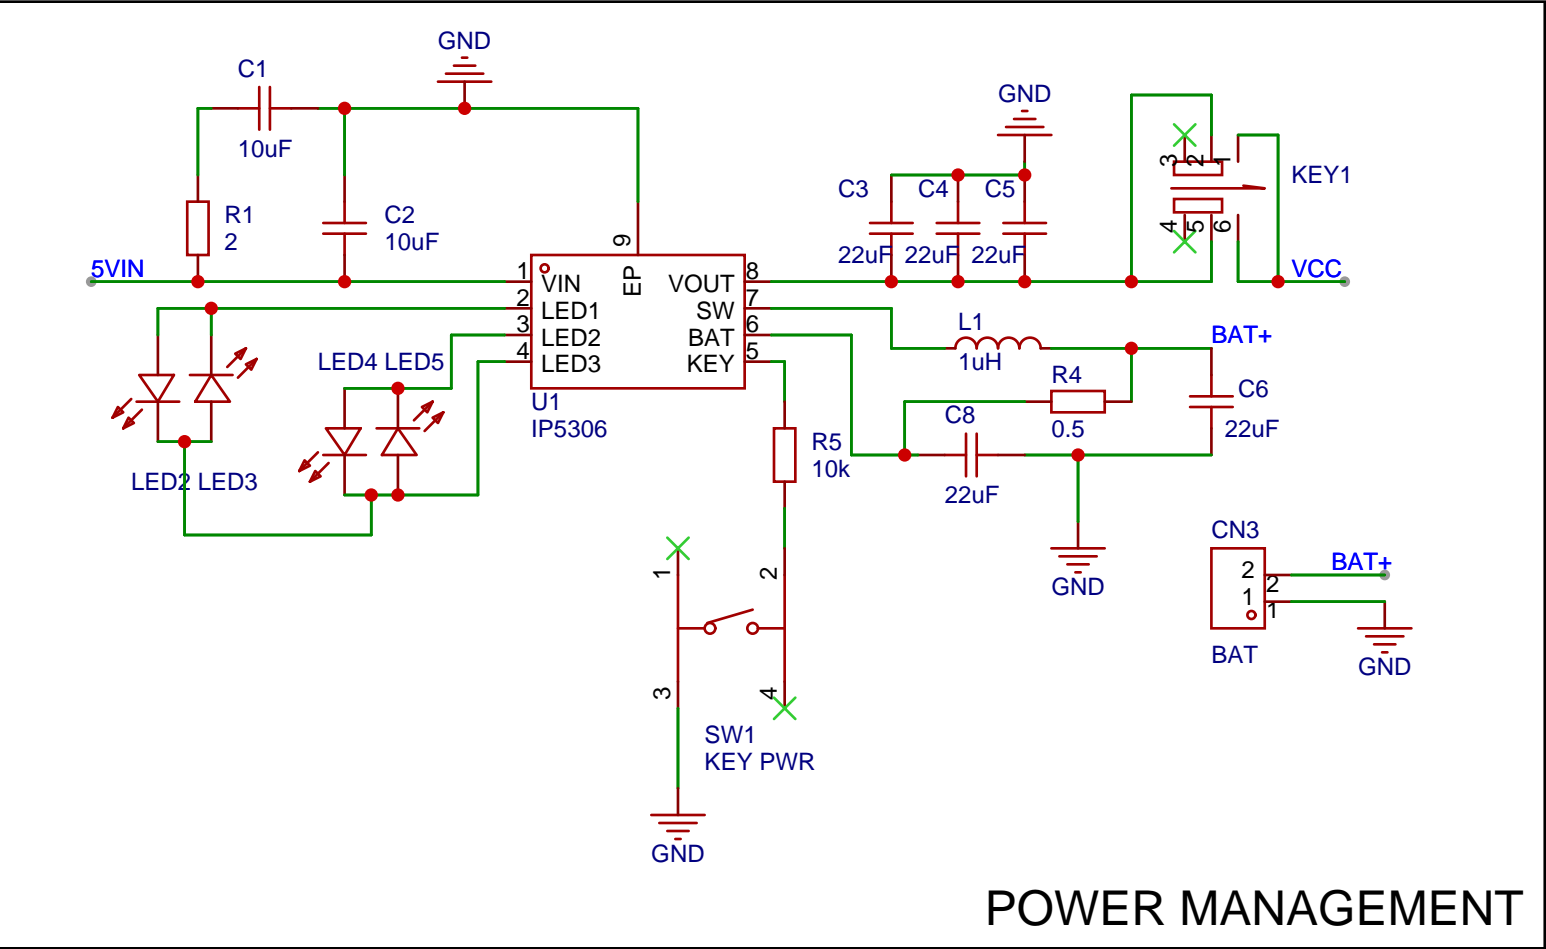 GND
C1
10uF
R1
2
C2
10uF
5VIN
9
EP
1
VIN
2
LED1
3
LED2
4
LED3
VOUT
8
SW
7
BAT
6
KEY
5
U1
IP5306
LED4 LED5
LED2 LED3
GND
C3
C4
C5
22uF
22uF
22uF
3
2
1
4
5
6
KEY1
VCC
L1
1uH
BAT+
R4
0.5
C6
22uF
C8
22uF
GND
R5
10k
1
2
3
4
SW1
KEY PWR
GND
CN3
2
2
1
1
BAT+
BAT
GND
POWER MANAGEMENT